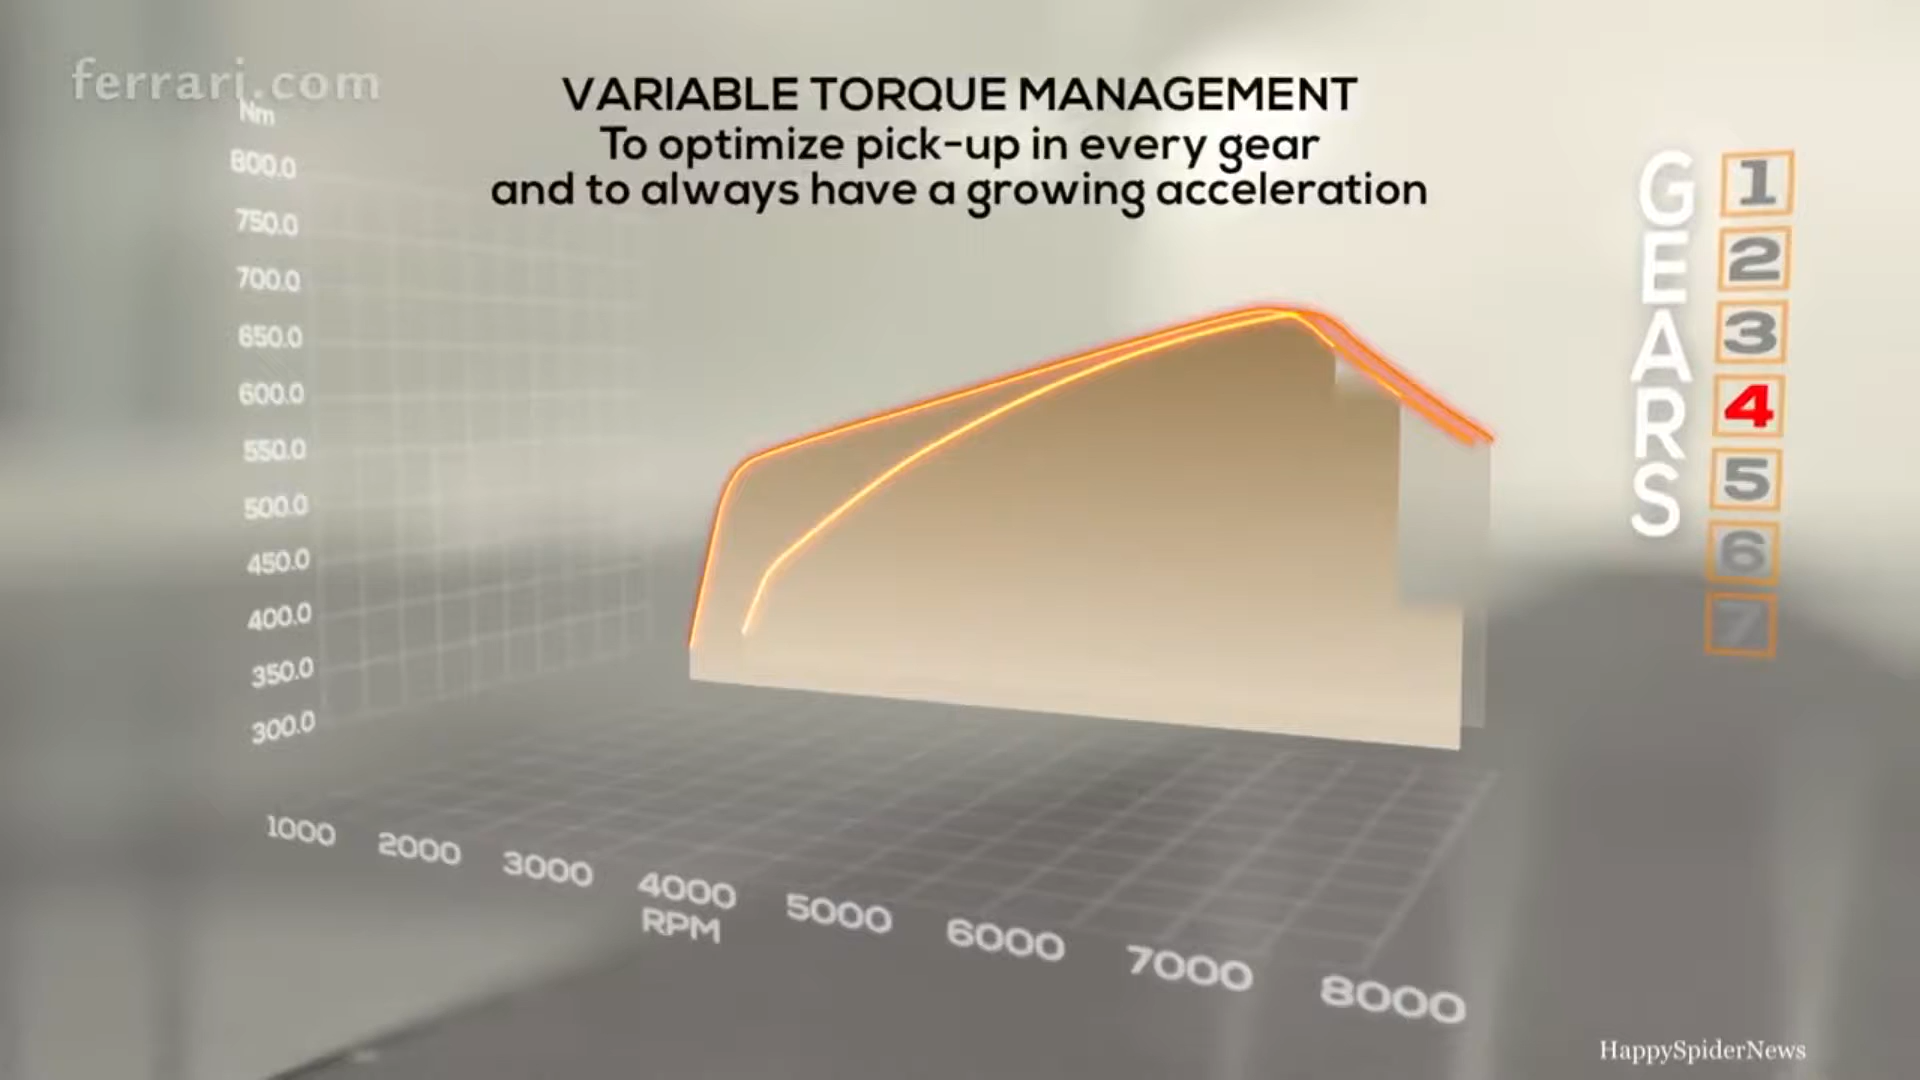 ferrari.com
VARIABLE TORQUE MANAGEMENT
To optimize pick-up in every gear
and to always have a growing acceleration
Nm
800.0
750.0
700.0
650.0
600.0
550.0
500.0
450.0
400.0
350.0
300.0
1000 2000 3000 4000 5000 6000 7000 8000
RPM
GEARS
1
2
3
4
5
6
7
HappySpiderNews